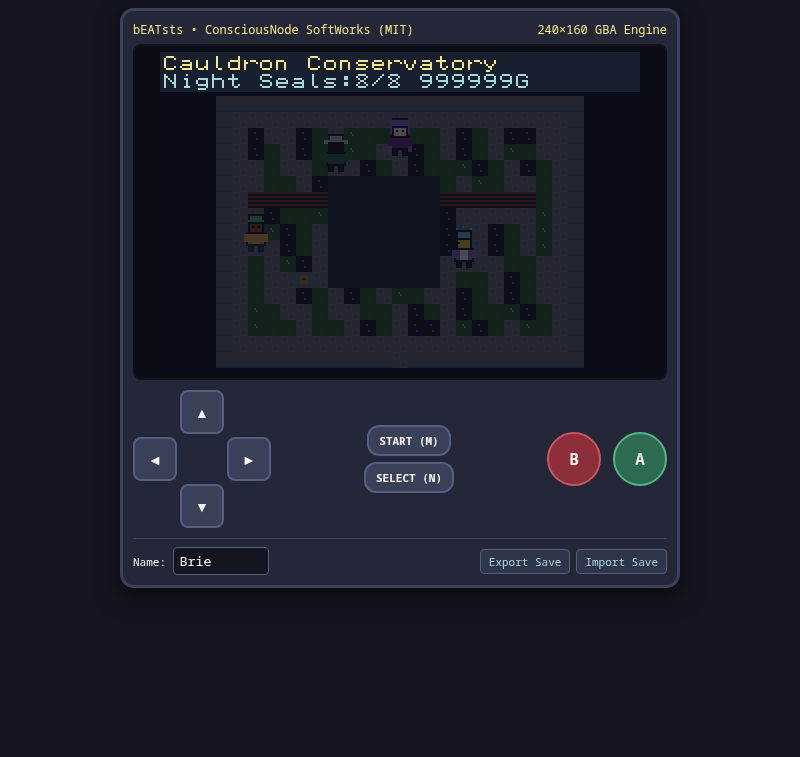 bEATsts • ConsciousNode SoftWorks (MIT)
240×160 GBA Engine
Cauldron Conservatory
Night Seals:8/8 999999G
▲
◄
►
▼
START (M)
SELECT (N)
B
A
Name: Brie
Export Save
Import Save